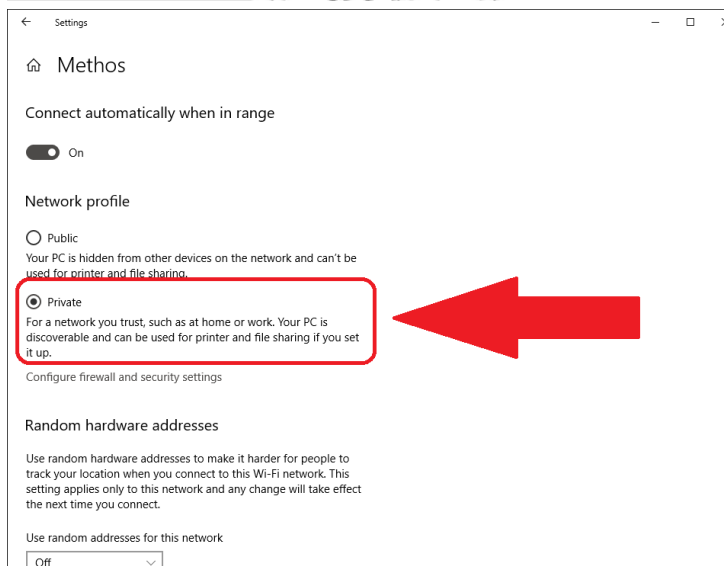 Settings
Methos
Connect automatically when in range
On
Network profile
Public
Your PC is hidden from other devices on the network and can't be
used for printer and file sharing.
Private
For a network you trust, such as at home or work. Your PC is
discoverable and can be used for printer and file sharing if you set
it up.
Configure firewall and security settings
Random hardware addresses
Use random hardware addresses to make it harder for people to
track your location when you connect to this Wi-Fi network. This
setting applies only to this network and any change will take effect
the next time you connect.
Use random addresses for this network
Off